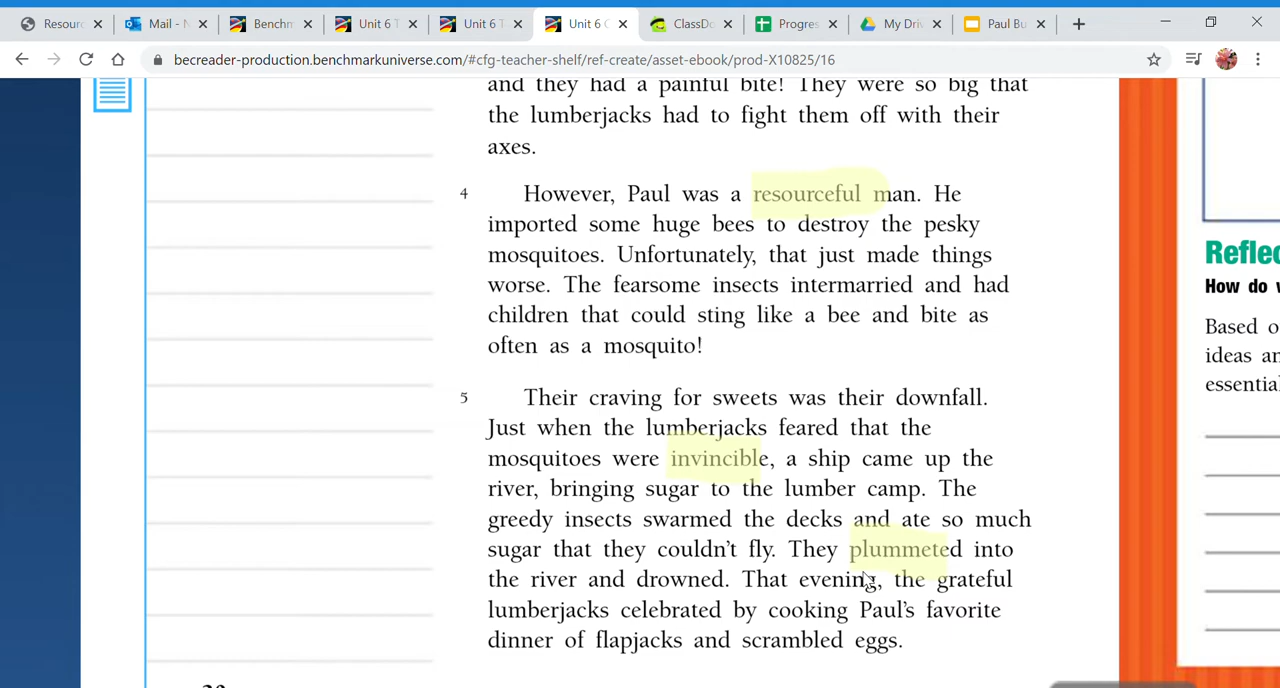 Resourc
Mail - N
Benchm
Unit 6 T
Unit 6 T
Unit 6 C
ClassDo
Progres
My Driv
Paul Bu
becreader-production.benchmarkuniverse.com/#cfg-teacher-shelf/ref-create/asset-ebook/prod-X10825/16
and they had a painful bite! They were so big that
the lumberjacks had to fight them off with their
axes.
4 However, Paul was a resourceful man. He
imported some huge bees to destroy the pesky
mosquitoes. Unfortunately, that just made things
worse. The fearsome insects intermarried and had
children that could sting like a bee and bite as
often as a mosquito!
5 Their craving for sweets was their downfall.
Just when the lumberjacks feared that the
mosquitoes were invincible, a ship came up the
river, bringing sugar to the lumber camp. The
greedy insects swarmed the decks and ate so much
sugar that they couldn't fly. They plummeted into
the river and drowned. That evening, the grateful
lumberjacks celebrated by cooking Paul's favorite
dinner of flapjacks and scrambled eggs.
Reflec
How do
Based o
ideas an
essentia